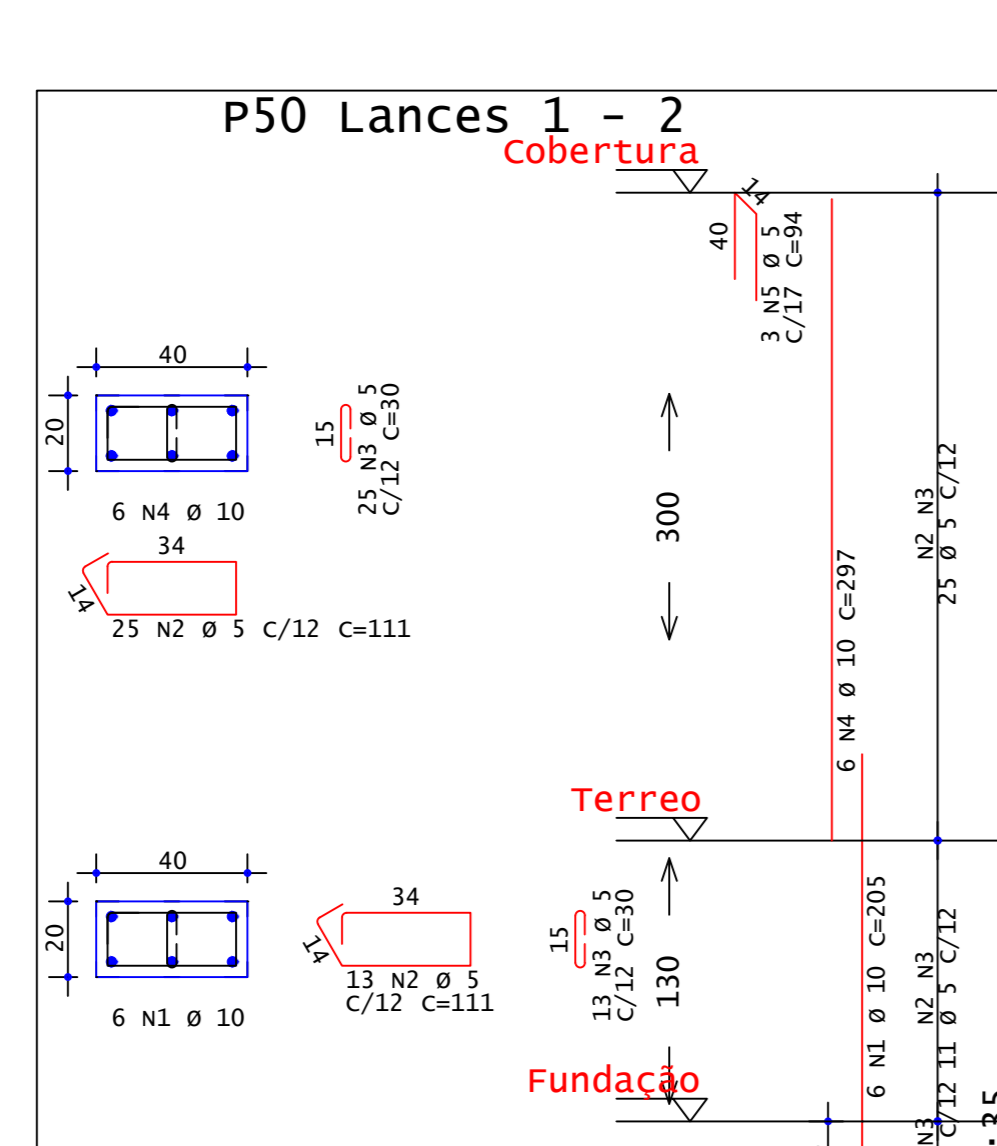 P50 Lances 1 - 2
Cobertura
14
40
3 N5 Ø 5
C/17 C=94
40
20
6 N4 Ø 10
15
25 N3 Ø 5
C/12 C=30
34
14
25 N2 Ø 5 C/12 C=111
300
6 N4 Ø 10 C=297
N2 N3
25 Ø 5 C/12
Terreo
40
20
6 N1 Ø 10
34
14
13 N2 Ø 5
C/12 C=111
15
13 N3 Ø 5
C/12 C=30
130
6 N1 Ø 10 C=205
N2 N3
11 Ø 5 C/12
Fundação
N3
C/12
35